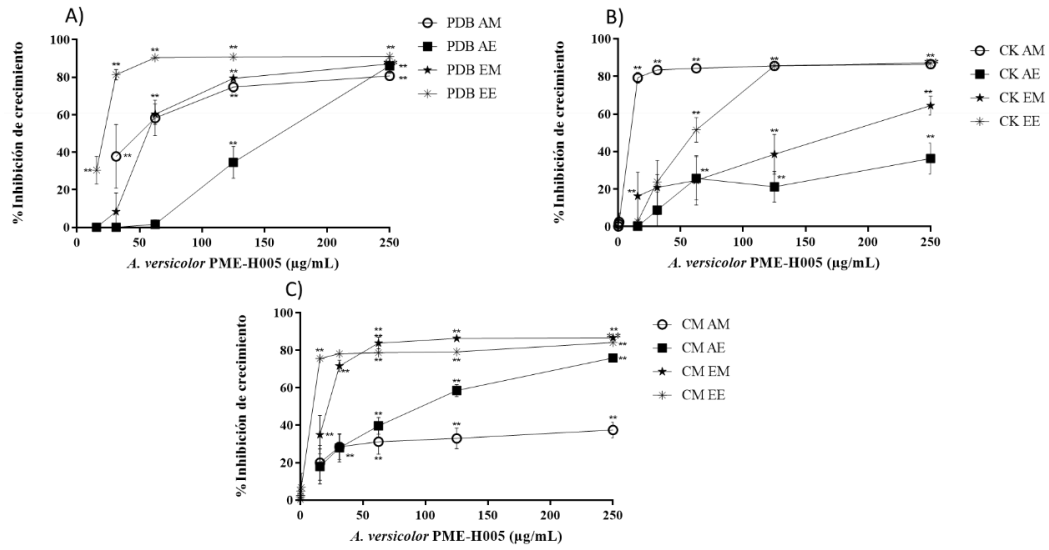 A)
% Inhibición de crecimiento
100
80
60
40
20
0
** ** ** ** ** ** ** ** ** ** ** ** **
0 50 100 150 200 250
A. versicolor PME-H005 (µg/mL)
PDB AM
PDB AE
PDB EM
PDB EE
B)
% Inhibición de crecimiento
100
80
60
40
20
0
** ** ** ** ** ** ** ** ** ** ** **
0 50 100 150 200 250
A. versicolor PME-H005 (µg/mL)
CK AM
CK AE
CK EM
CK EE
C)
% Inhibición de crecimiento
100
80
60
40
20
0
** ** ** ** ** ** ** ** ** ** ** ** ** ** ** **
0 50 100 150 200 250
A. versicolor PME-H005 (µg/mL)
CM AM
CM AE
CM EM
CM EE